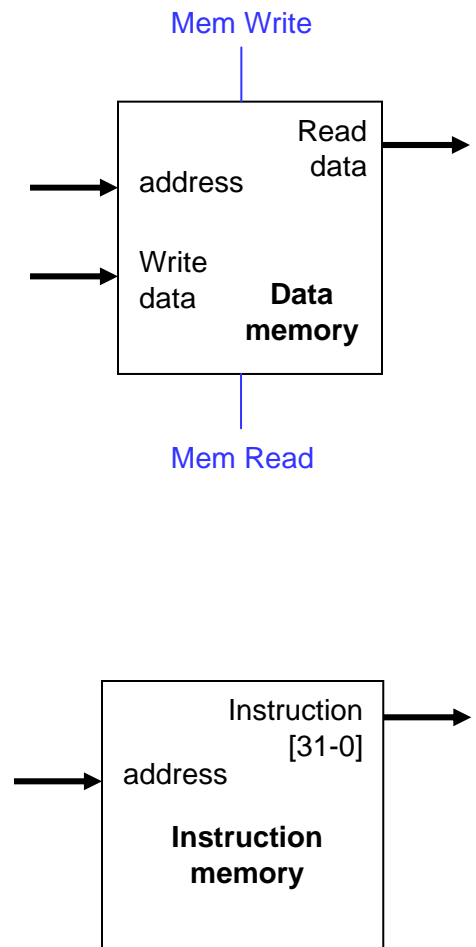 Mem Write
Read
data
address
Write
data
Data
memory
Mem Read
Instruction
[31-0]
address
Instruction
memory